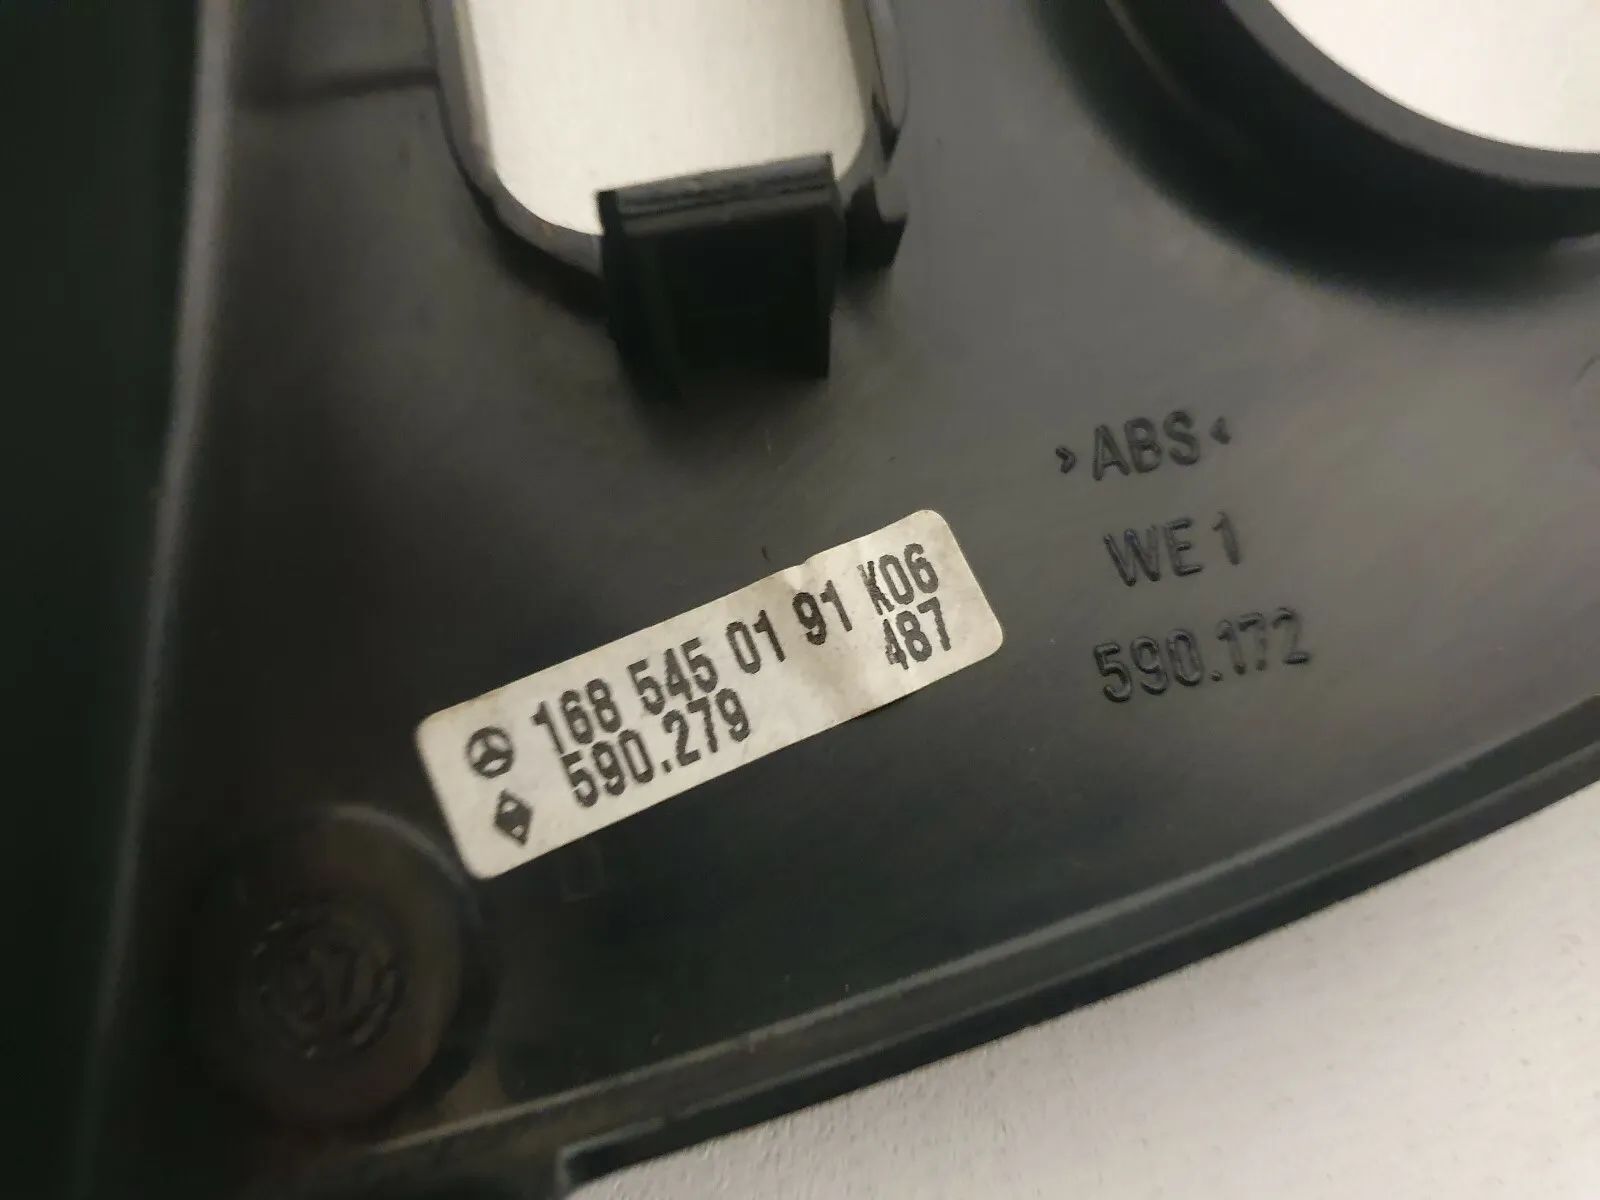 >ABS<
WE 1
590.172
168 545 01 91 K06
590.279 487